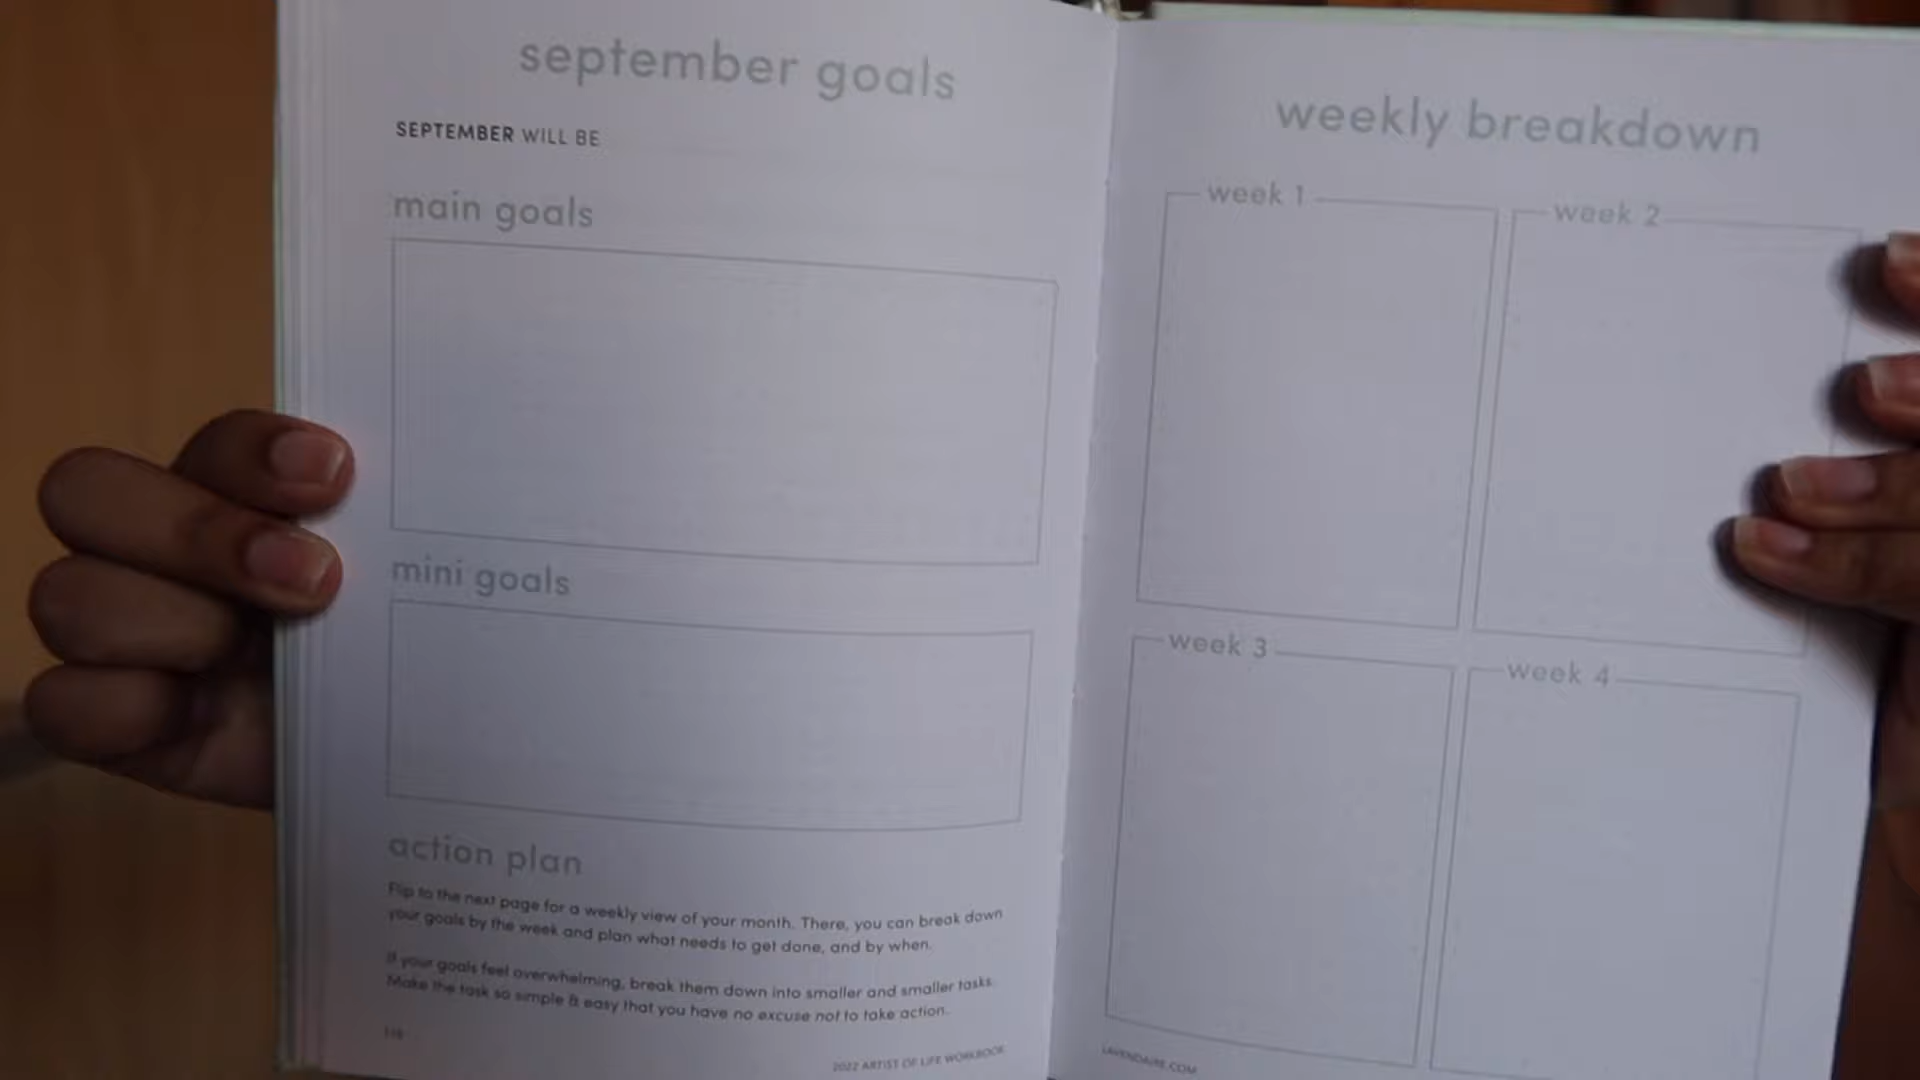 september goals
SEPTEMBER WILL BE
main goals
mini goals
action plan
Flip to the next page for a weekly view of your month. There, you can break down
your goals by the week and plan what needs to get done, and by when.
If your goals feel overwhelming, break them down into smaller and smaller tasks.
Make the task so simple & easy that you have no excuse not to take action.
2022 ARTIST OF LIFE WORKBOOK
weekly breakdown
week 1
week 2
week 3
week 4
LAVENDAIRE.COM